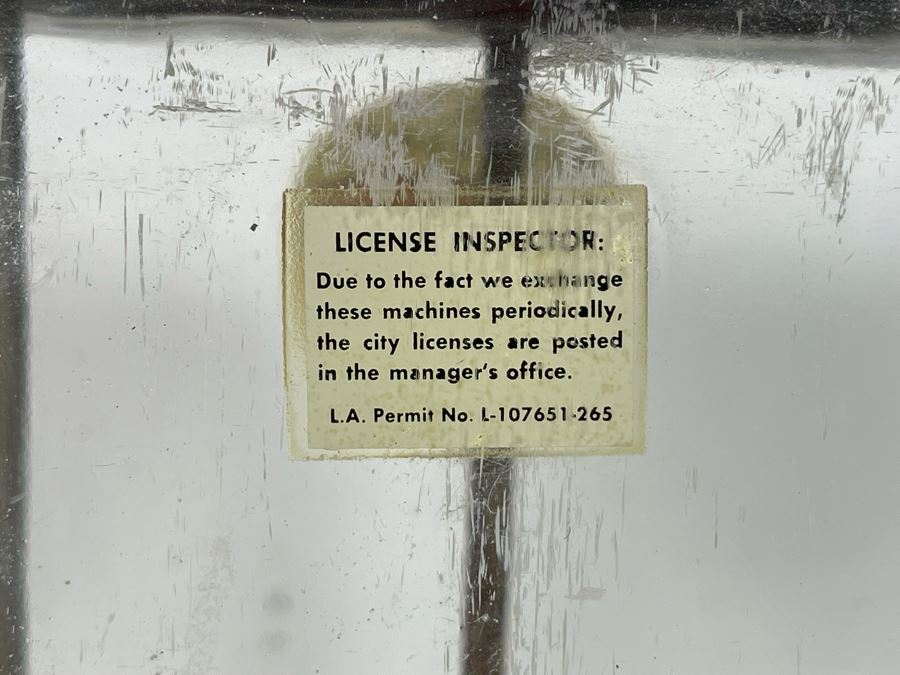 LICENSE INSPECTOR:
Due to the fact we exchange
these machines periodically,
the city licenses are posted
in the manager's office.
L.A. Permit No. L-107651-265